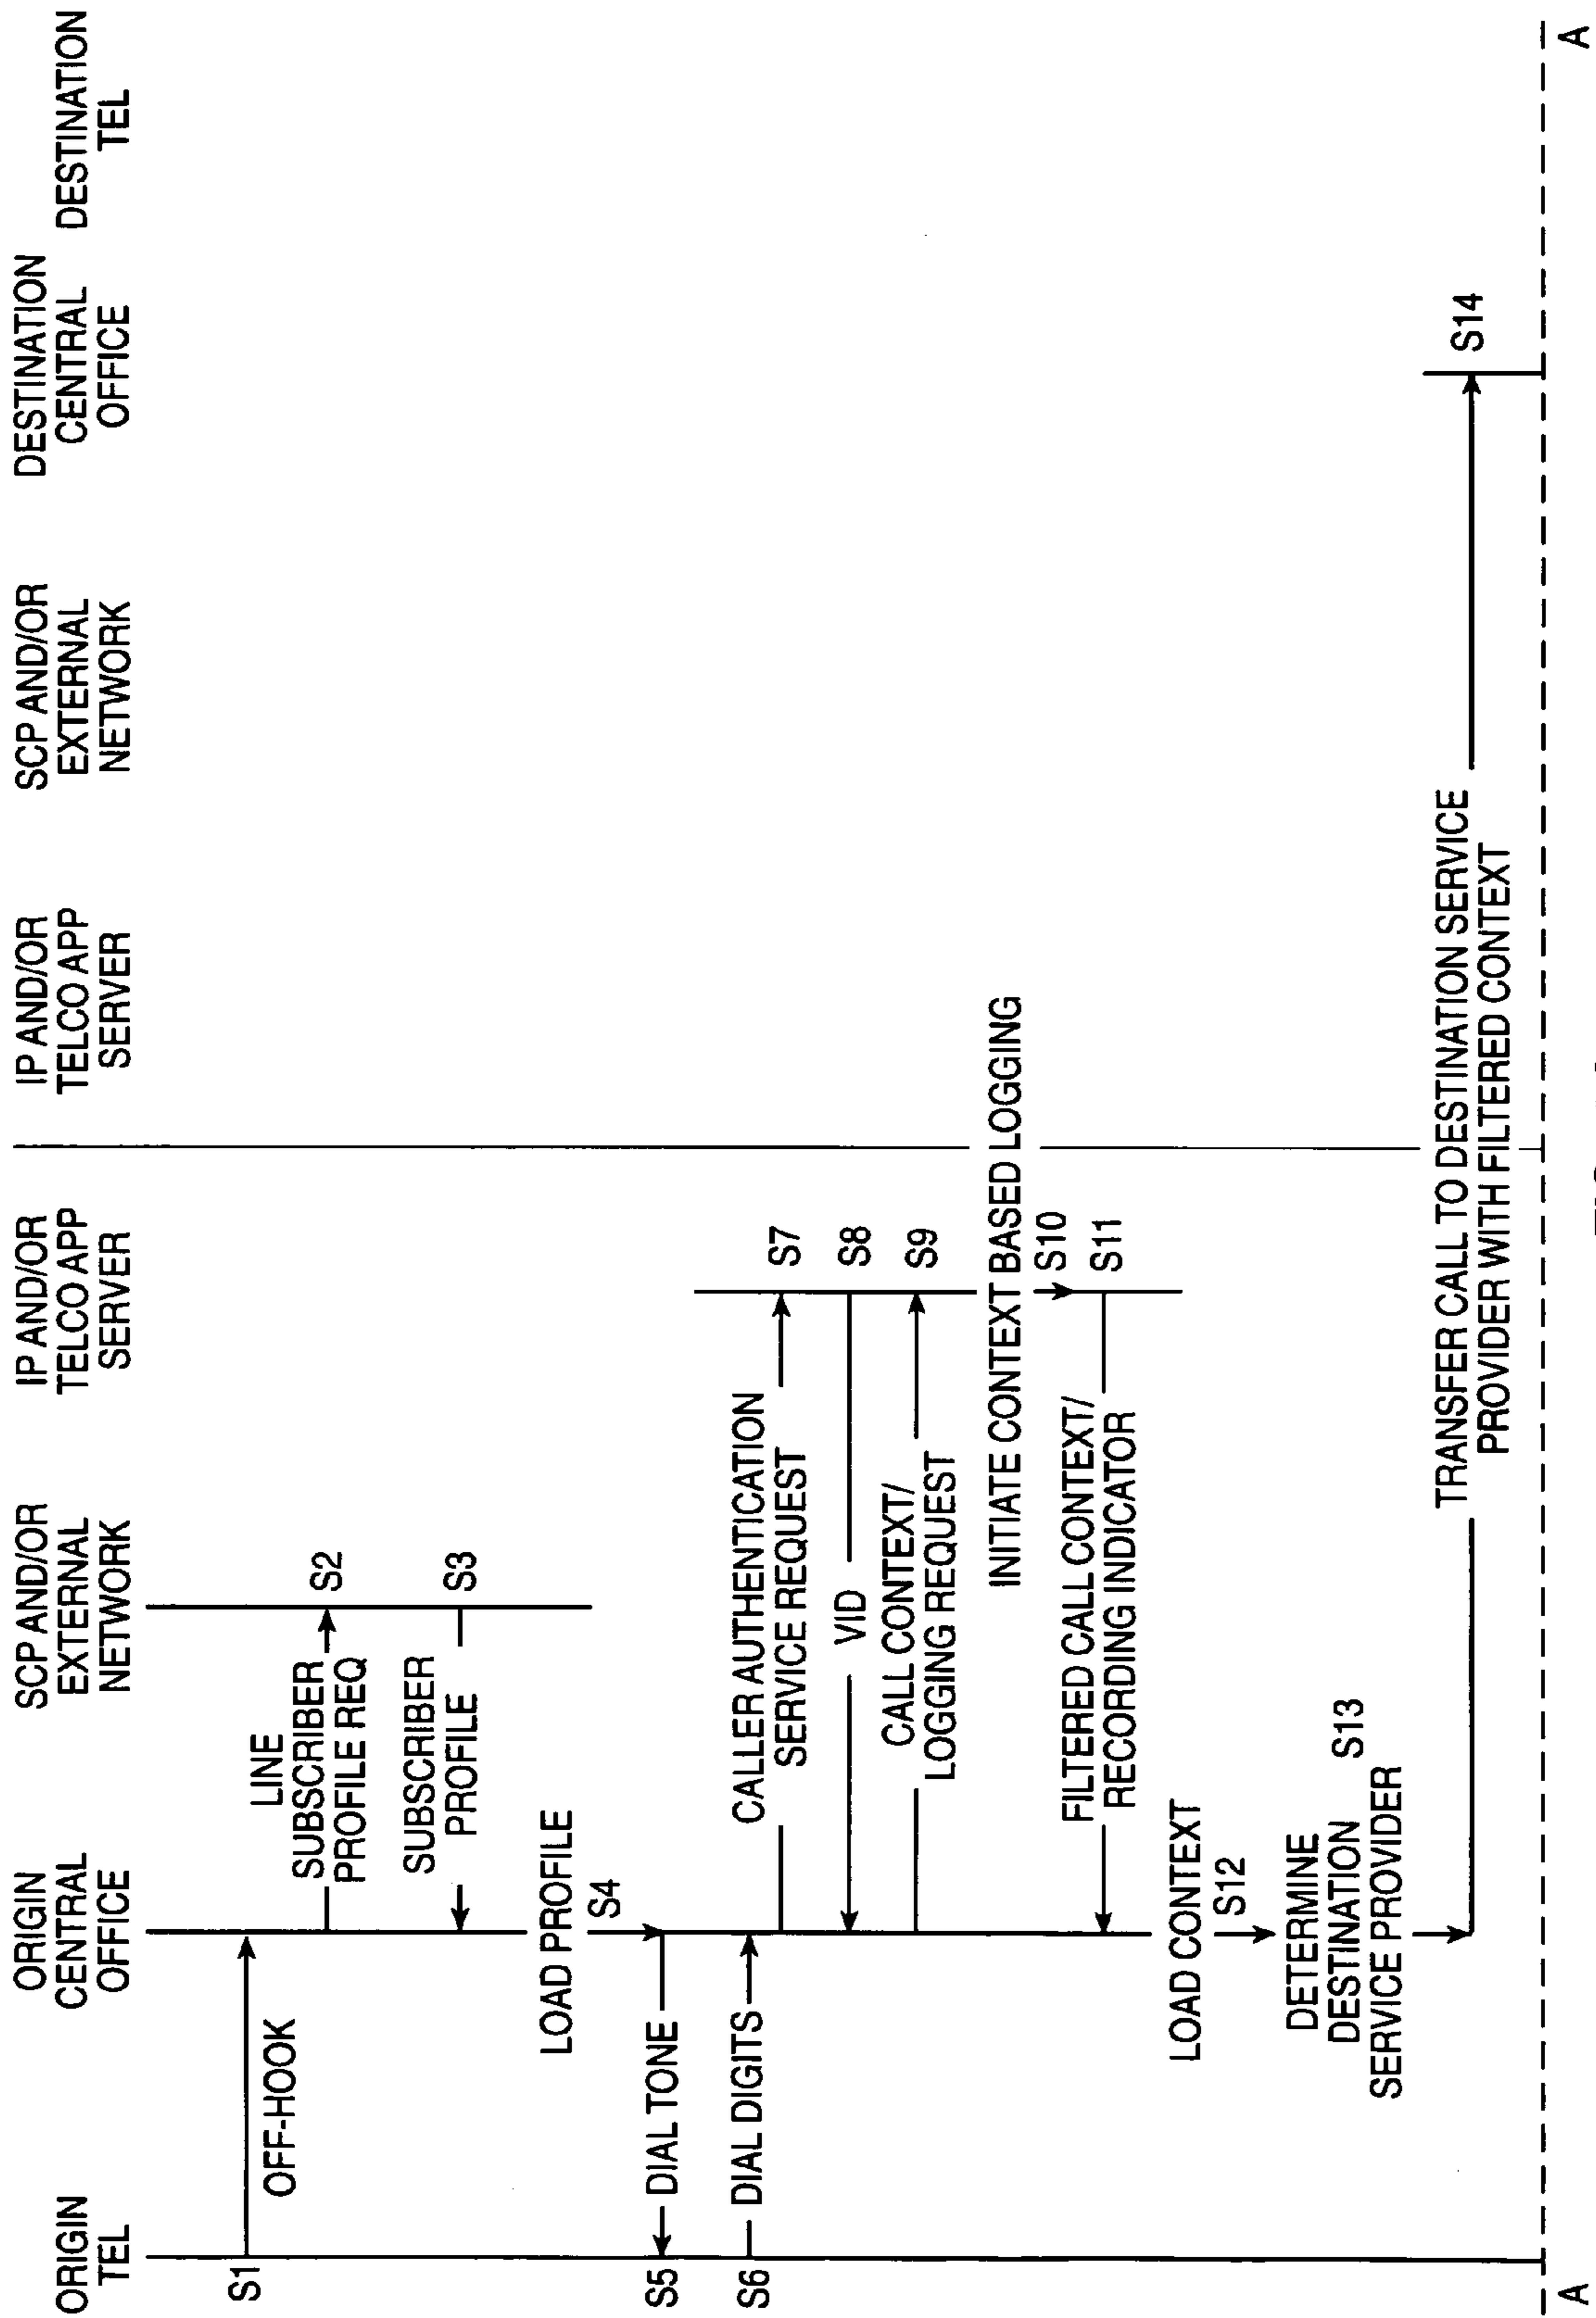 ORIGIN
TEL
ORIGIN
CENTRAL
OFFICE
SCP AND/OR
EXTERNAL
NETWORK
IP AND/OR
TELCO APP
SERVER
IP AND/OR
TELCO APP
SERVER
SCP AND/OR
EXTERNAL
NETWORK
DESTINATION
CENTRAL
OFFICE
DESTINATION
TEL
S1
OFF-HOOK
LINE
SUBSCRIBER
PROFILE REQ
S2
SUBSCRIBER
PROFILE
S3
LOAD PROFILE
S4
S5
DIAL TONE
S6
DIAL DIGITS
CALLER AUTHENTICATION
SERVICE REQUEST
S7
VID
S8
CALL CONTEXT/
LOGGING REQUEST
S9
INITIATE CONTEXT BASED LOGGING
S10
FILTERED CALL CONTEXT/
RECORDING INDICATOR
S11
LOAD CONTEXT
S12
DETERMINE
DESTINATION
SERVICE PROVIDER
S13
TRANSFER CALL TO DESTINATION SERVICE
PROVIDER WITH FILTERED CONTEXT
S14
A
A